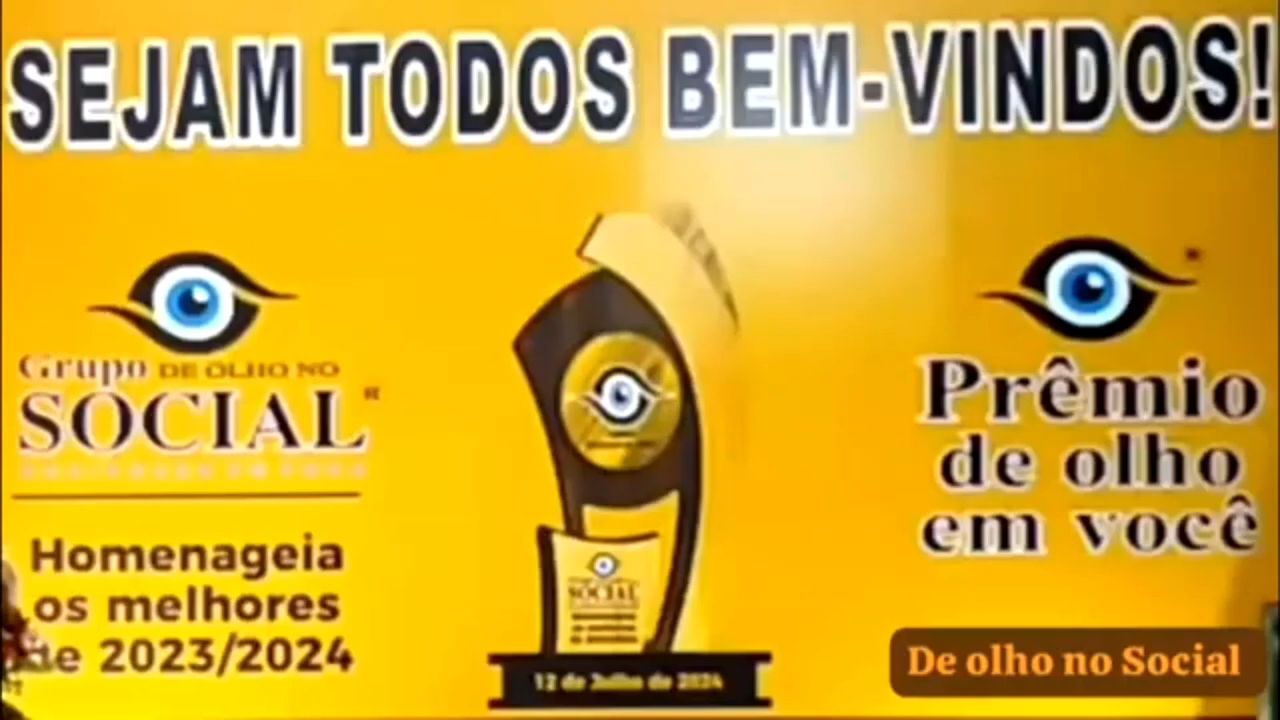 SEJAM TODOS BEM-VINDOS!
Grupo DE OLHO NO
SOCIAL
Homenageia
os melhores
de 2023/2024
SOCIAL
12 de Julho de 2024
Prêmio
de olho
em você
De olho no Social